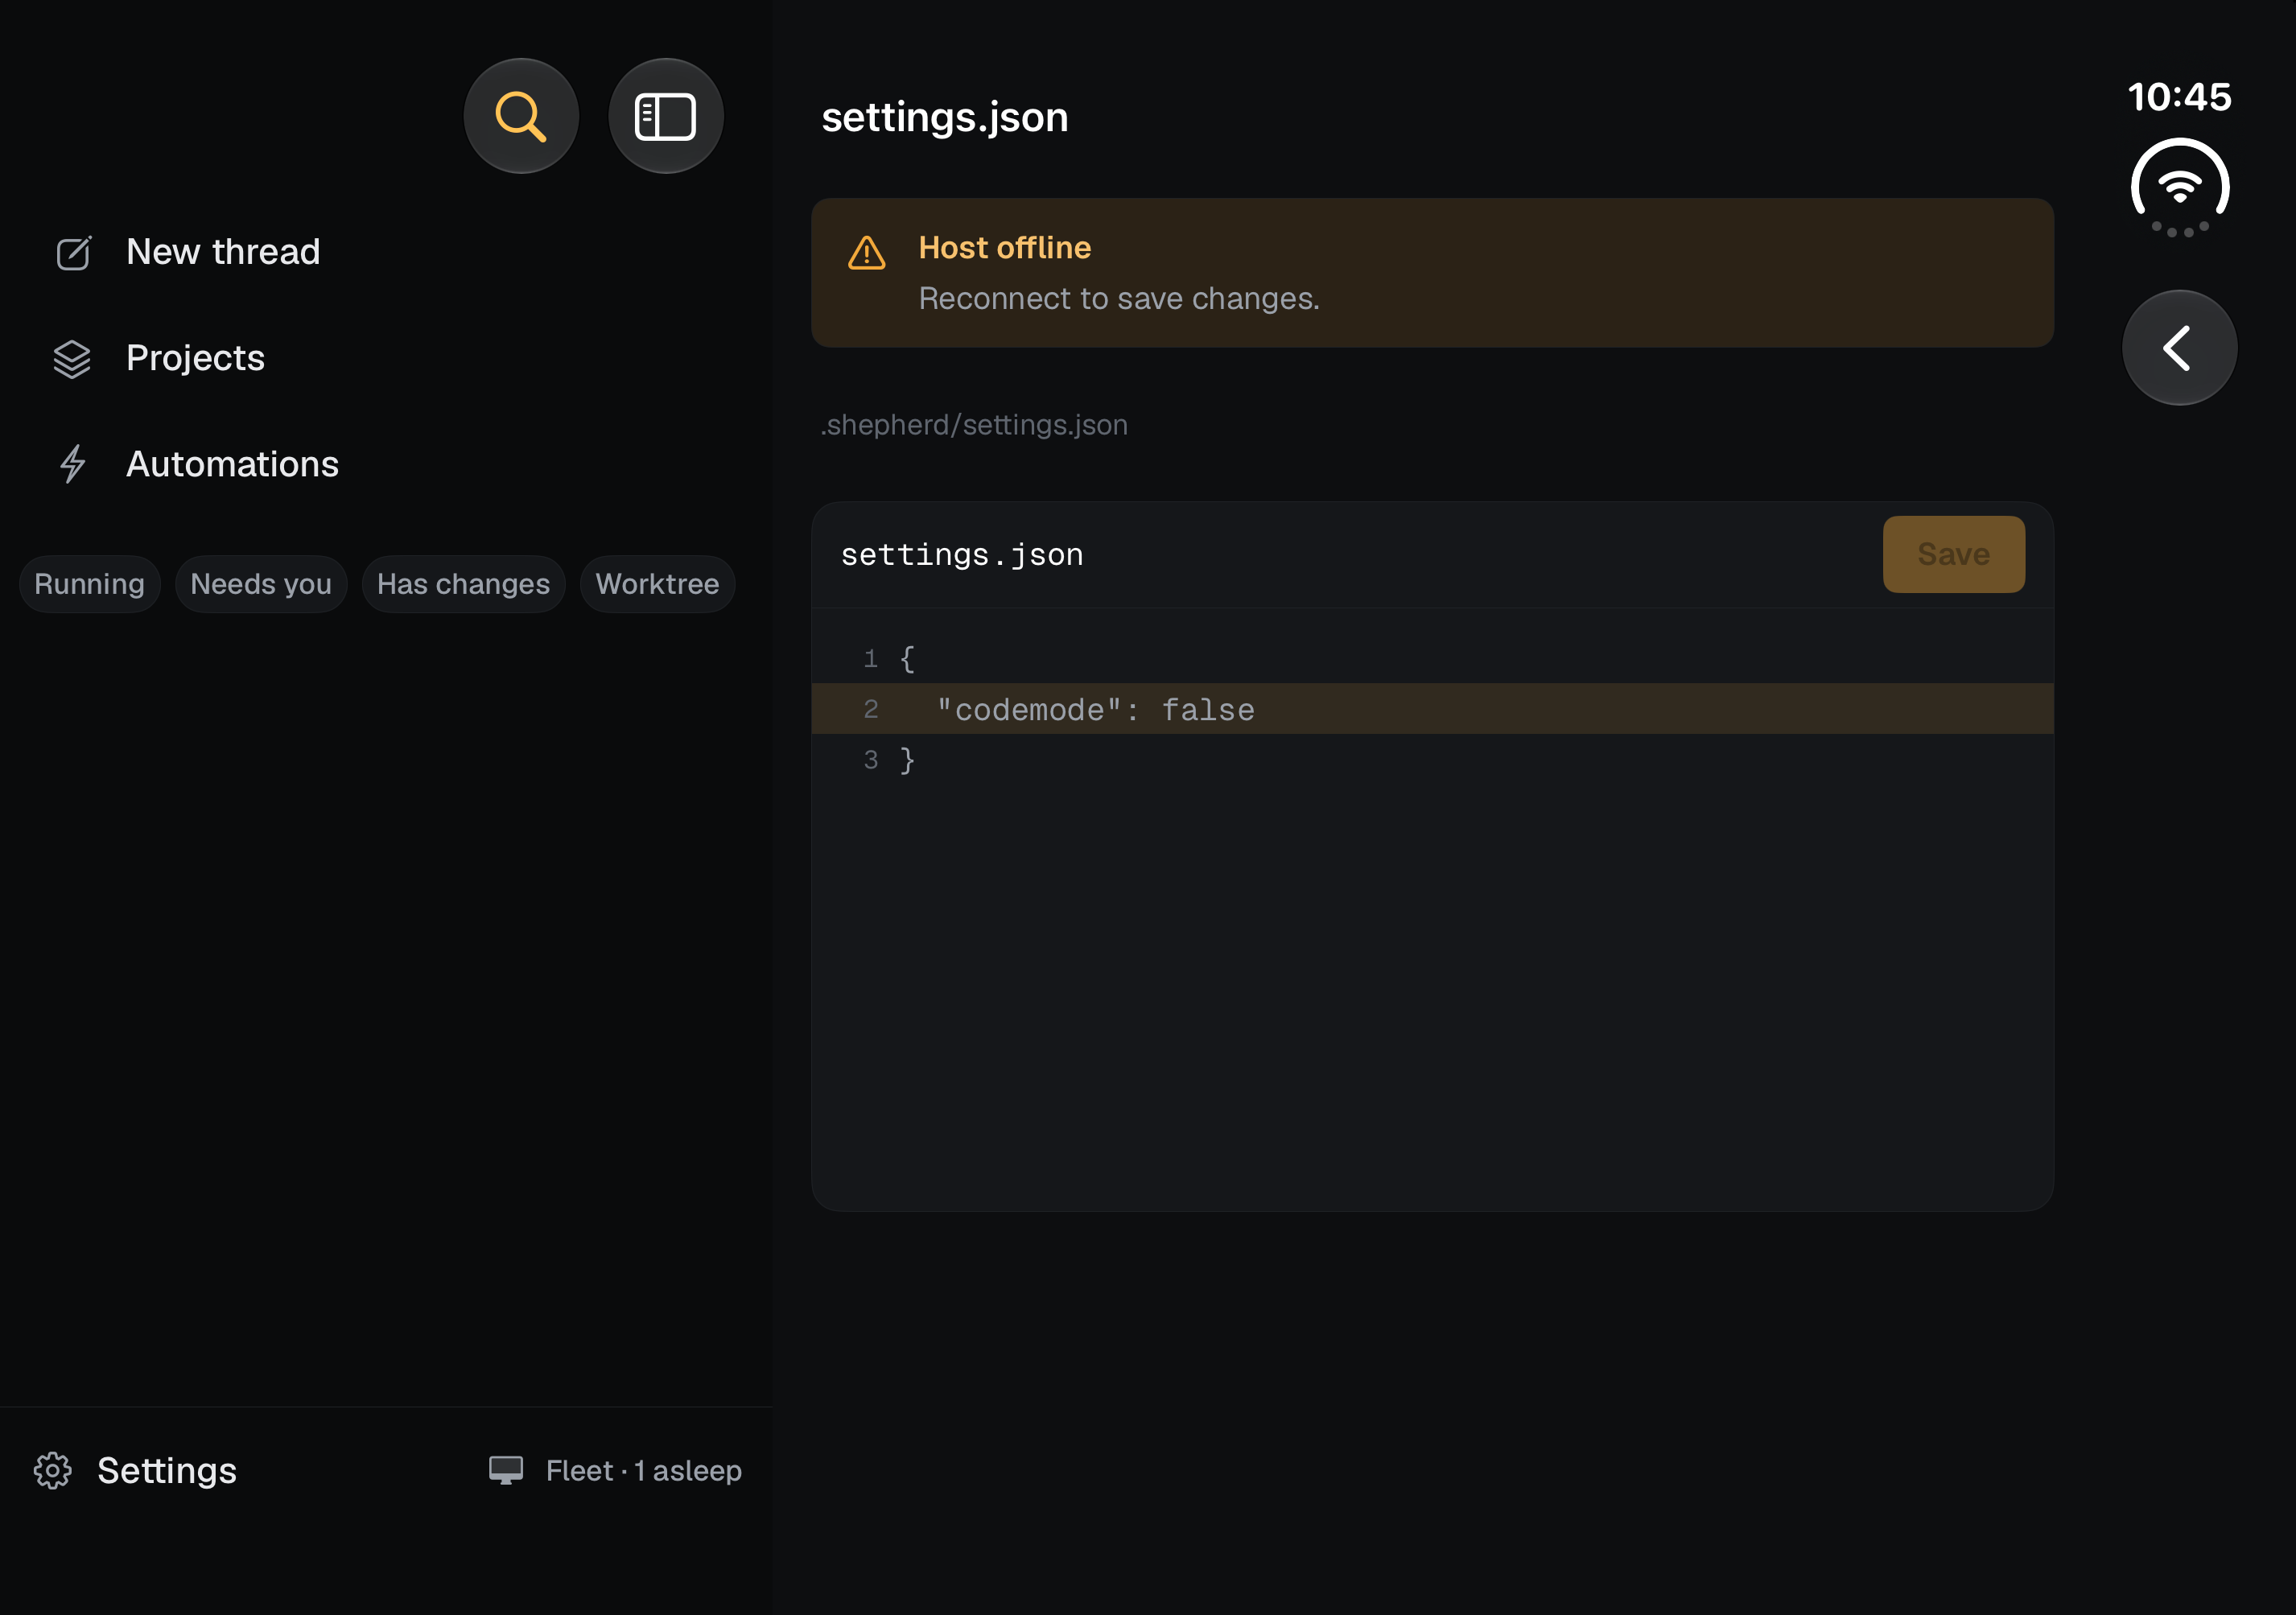 New thread
Projects
Automations
Running Needs you Has changes Worktree
Settings
Fleet · 1 asleep
settings.json
Host offline
Reconnect to save changes.
.shepherd/settings.json
settings.json
Save
1 {
2   "codemode": false
3 }
10:45